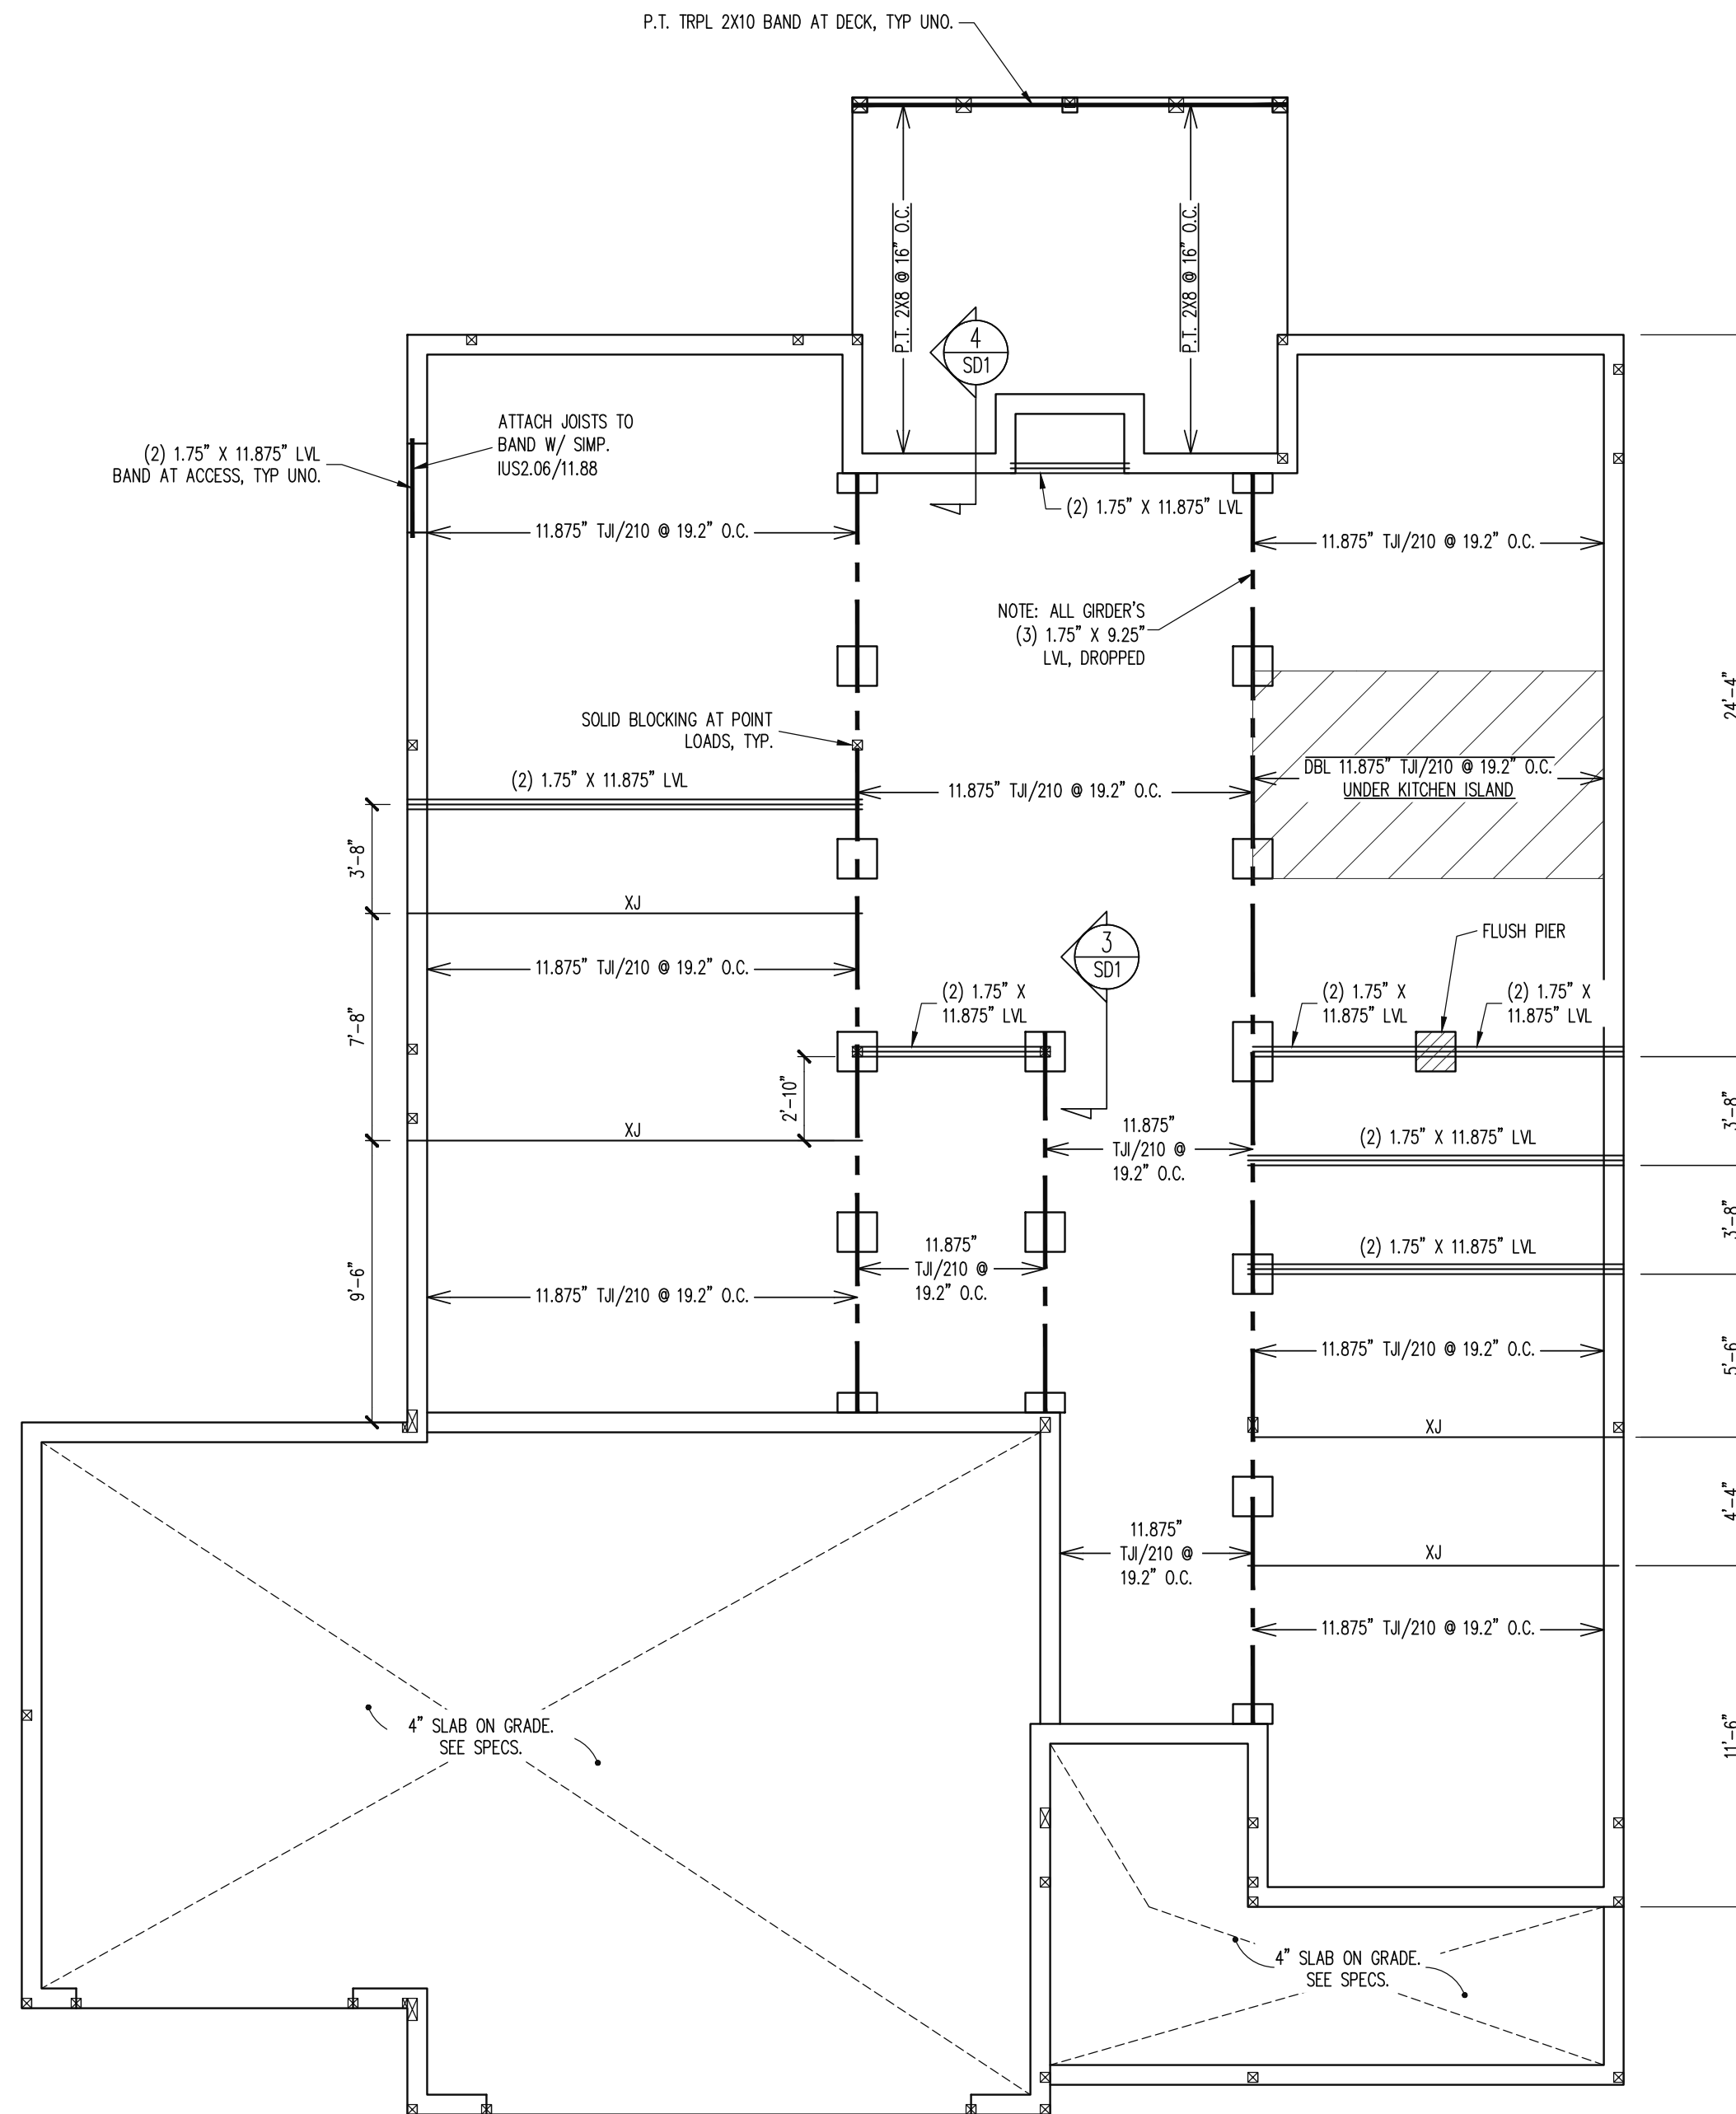 P.T. TRPL 2X10 BAND AT DECK, TYP UNO.
P.T. 2X8 @ 16" O.C.
P.T. 2X8 @ 16" O.C.
4
SD1
ATTACH JOISTS TO
BAND W/ SIMP.
IUS2.06/11.88
(2) 1.75" X 11.875" LVL
BAND AT ACCESS, TYP UNO.
(2) 1.75" X 11.875" LVL
11.875" TJI/210 @ 19.2" O.C.
11.875" TJI/210 @ 19.2" O.C.
NOTE: ALL GIRDER'S
(3) 1.75" X 9.25"
LVL, DROPPED
24'-4"
SOLID BLOCKING AT POINT
LOADS, TYP.
(2) 1.75" X 11.875" LVL
11.875" TJI/210 @ 19.2" O.C.
DBL 11.875" TJI/210 @ 19.2" O.C.
UNDER KITCHEN ISLAND
3'-8"
XJ
FLUSH PIER
3
SD1
11.875" TJI/210 @ 19.2" O.C.
(2) 1.75" X
11.875" LVL
(2) 1.75" X
11.875" LVL
(2) 1.75" X
11.875" LVL
7'-8"
2'-10"
3'-8"
XJ
11.875"
TJI/210 @
19.2" O.C.
(2) 1.75" X 11.875" LVL
3'-8"
11.875"
TJI/210 @
19.2" O.C.
(2) 1.75" X 11.875" LVL
9'-6"
11.875" TJI/210 @ 19.2" O.C.
11.875" TJI/210 @ 19.2" O.C.
5'-6"
XJ
4'-4"
11.875"
TJI/210 @
19.2" O.C.
XJ
11.875" TJI/210 @ 19.2" O.C.
4" SLAB ON GRADE.
SEE SPECS.
11'-6"
4" SLAB ON GRADE.
SEE SPECS.